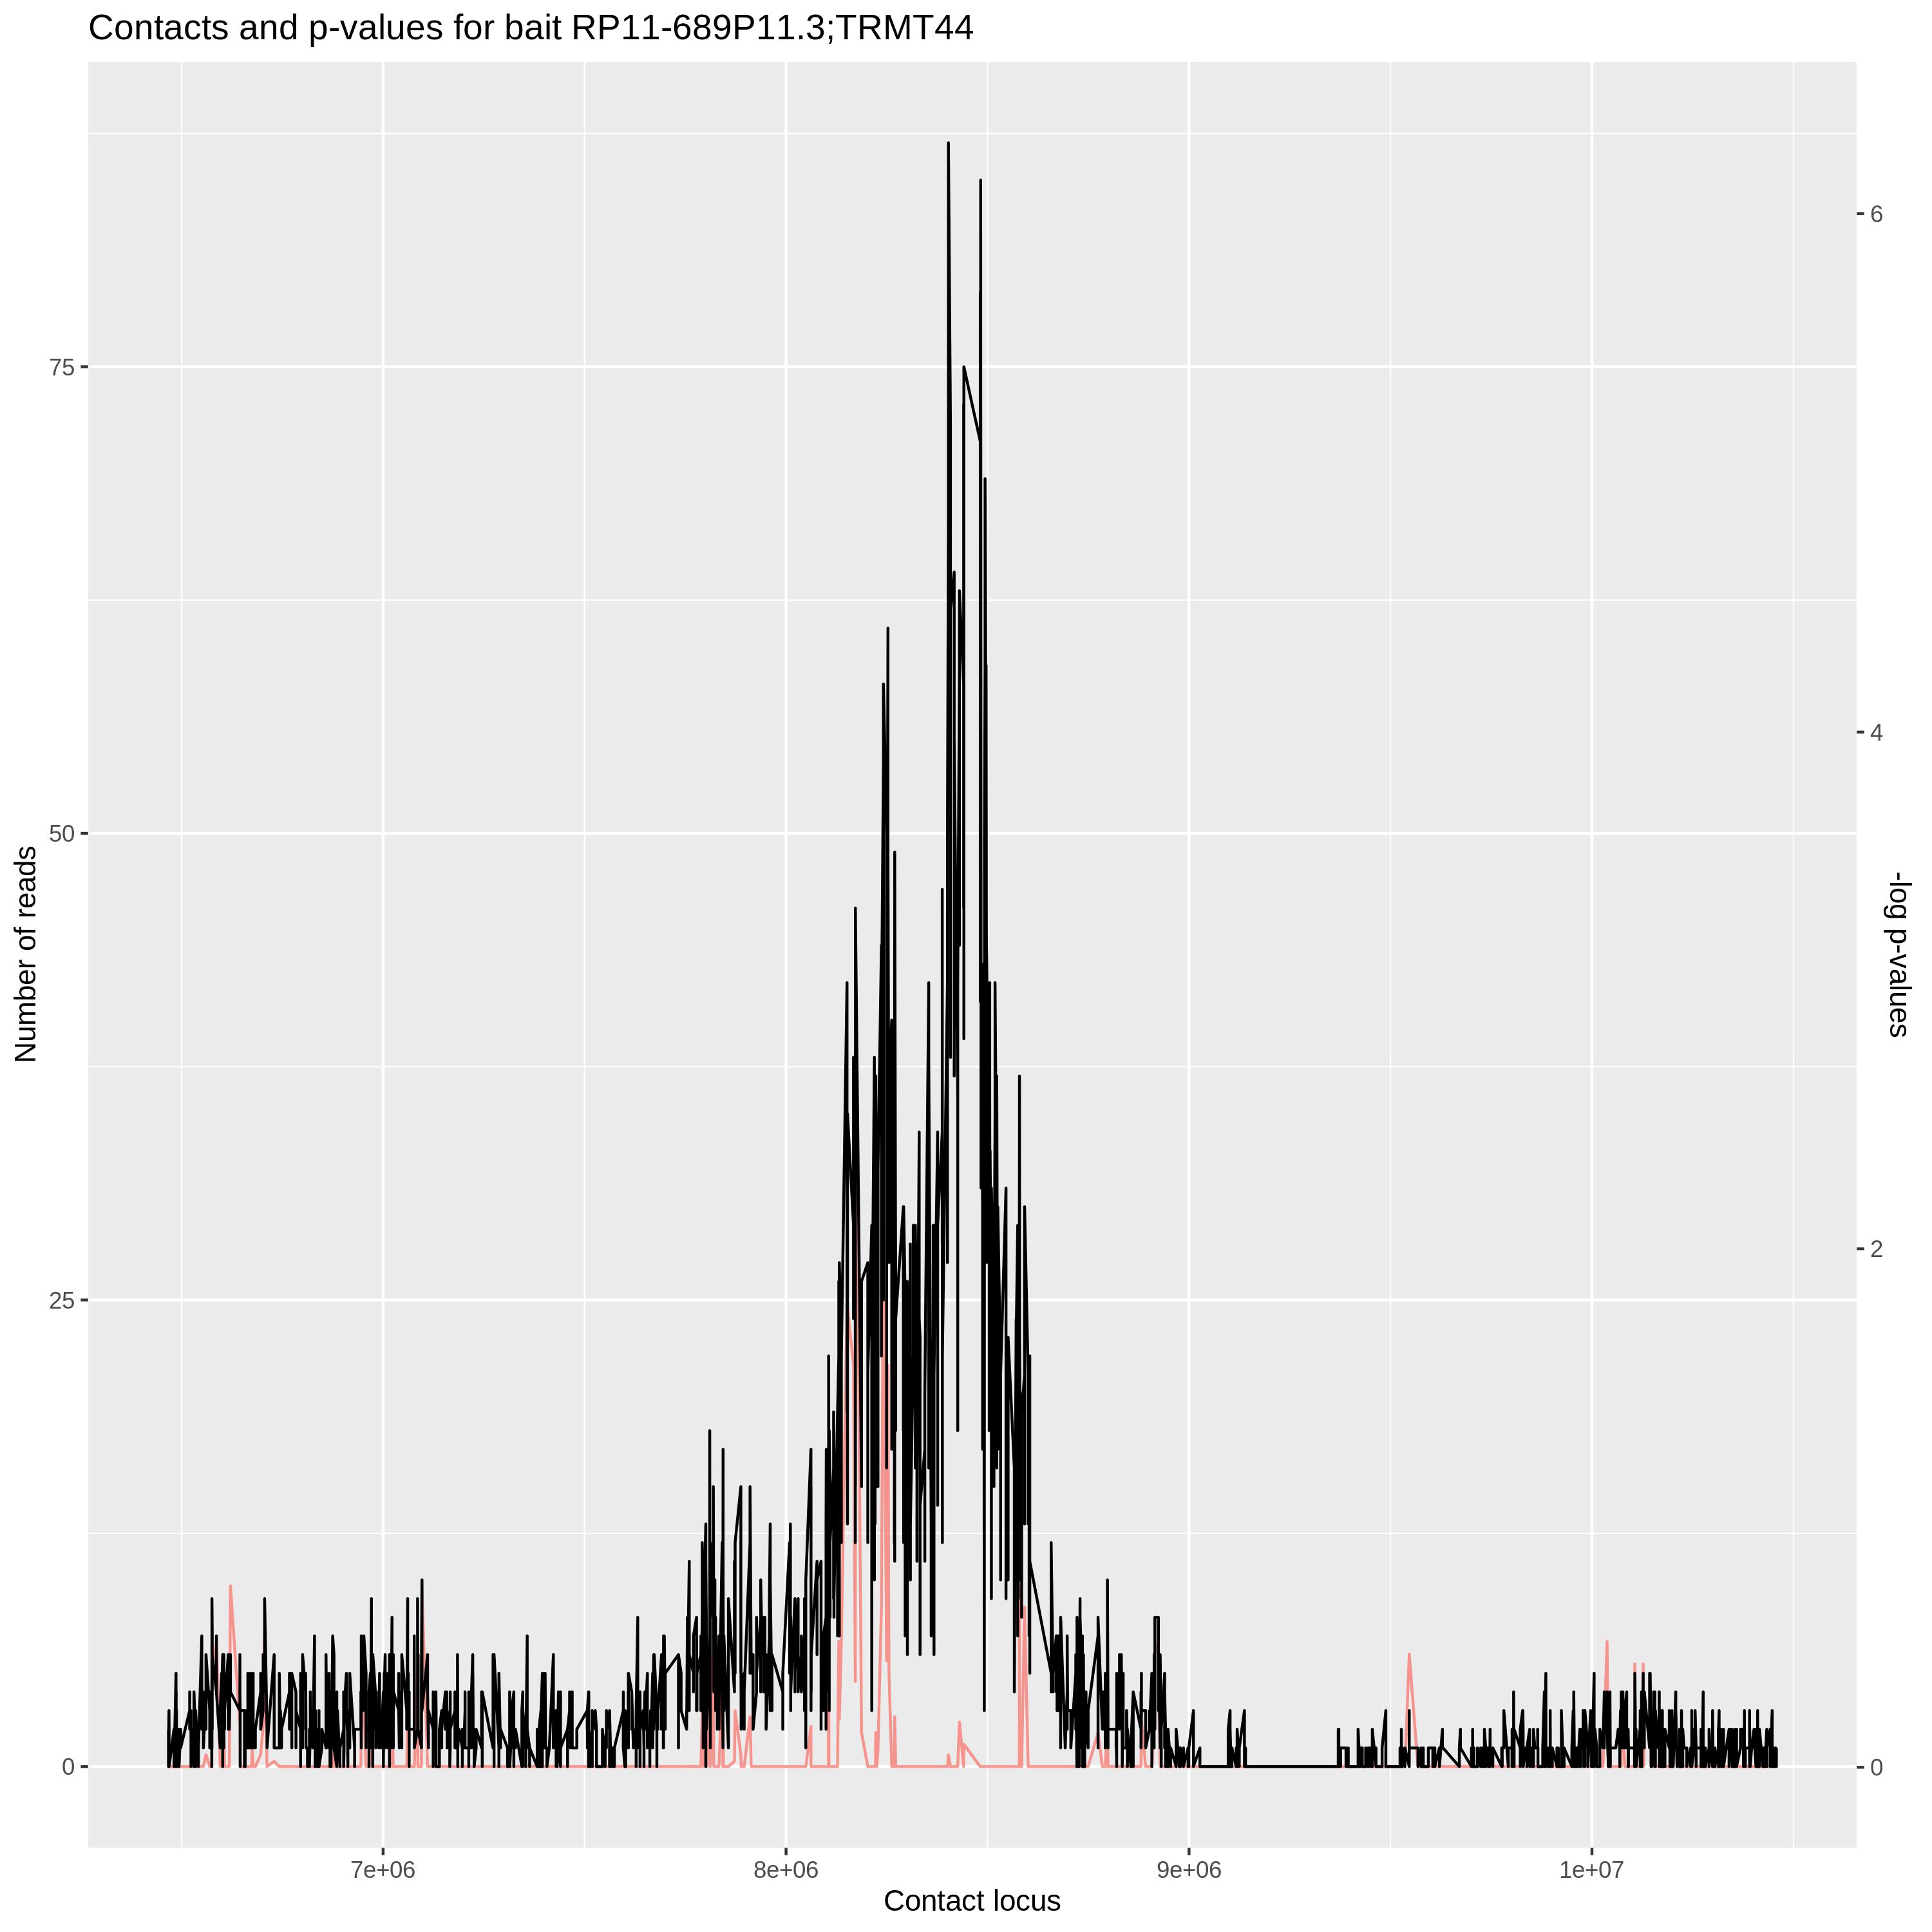 Contacts and p-values for bait RP11-689P11.3;TRMT44
Number of reads
75
50
25
0
6
4
2
0
-log p-values
7e+06
8e+06
9e+06
1e+07
Contact locus